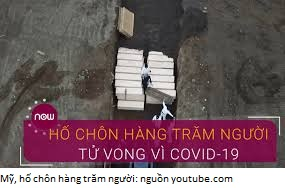 now
HỐ CHÔN HÀNG TRĂM NGƯỜI
TỬ VONG VÌ COVID-19
Mỹ, hố chôn hàng trăm người: nguồn youtube.com